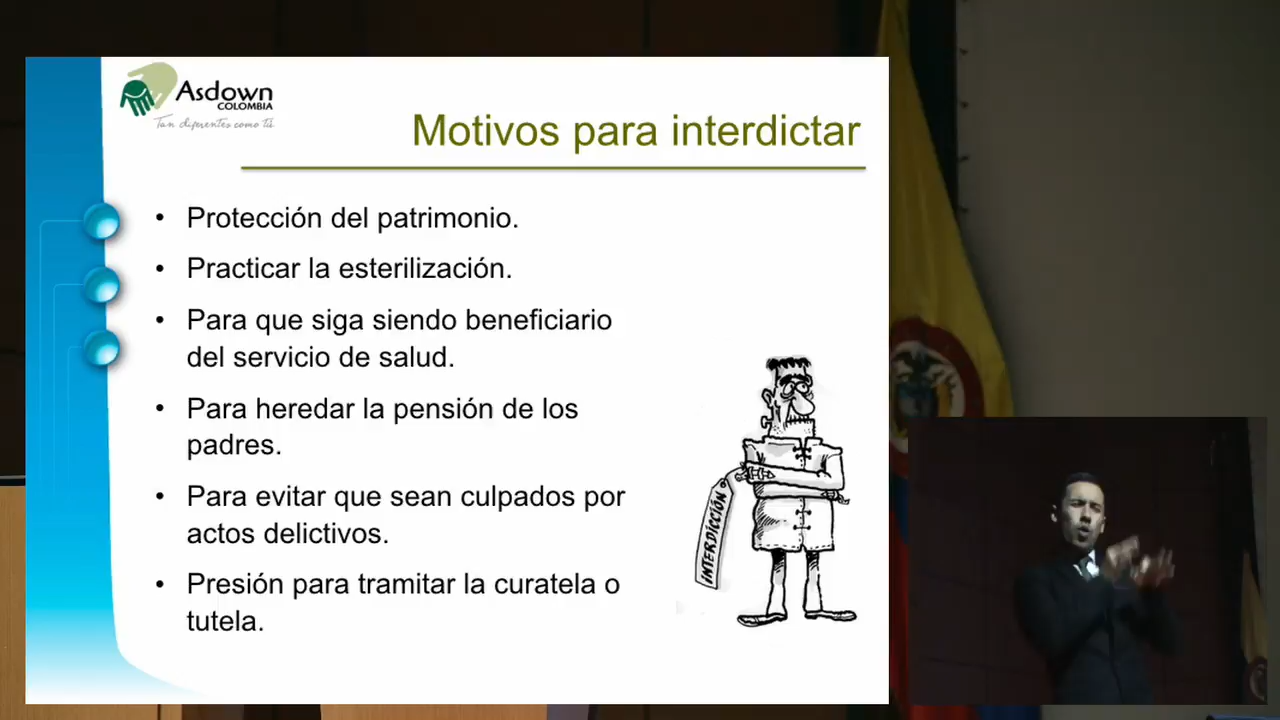 Asdown
COLOMBIA
Tan diferentes como tú
Motivos para interdictar
• Protección del patrimonio.
• Practicar la esterilización.
• Para que siga siendo beneficiario
del servicio de salud.
• Para heredar la pensión de los
padres.
• Para evitar que sean culpados por
actos delictivos.
• Presión para tramitar la curatela o
tutela.
INTERDICCIÓN